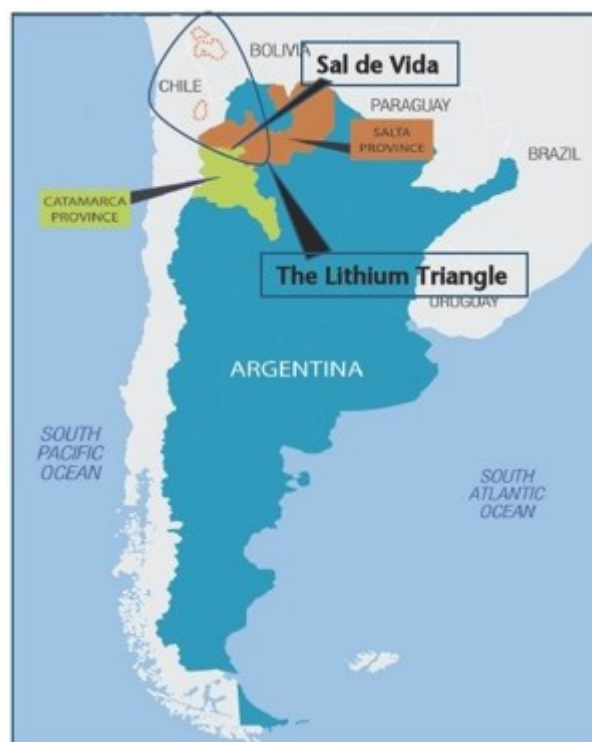 BOLIVIA
Sal de Vida
CHILE
PARAGUAY
SALTA
PROVINCE
BRAZIL
CATAMARCA
PROVINCE
The Lithium Triangle
URUGUAY
ARGENTINA
SOUTH
PACIFIC
OCEAN
SOUTH
ATLANTIC
OCEAN